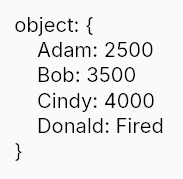 object: {
    Adam: 2500
    Bob: 3500
    Cindy: 4000
    Donald: Fired
}